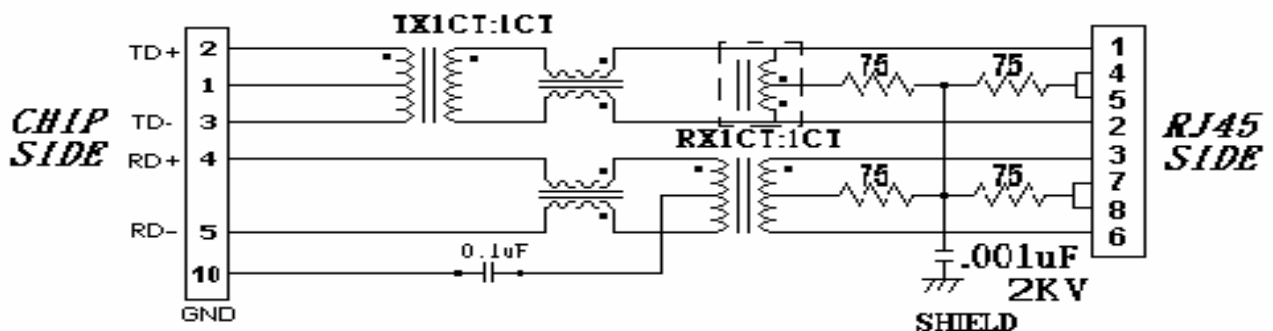 TX1CT:1CT
TD+ 2
1
TD- 3
RD+ 4
RD- 5
10
GND
CHIP
SIDE
0.1uF
RX1CT:1CT
75 75
75 75
.001uF
2KV
SHIELD
1
4
5
2
3
7
8
6
RJ45
SIDE